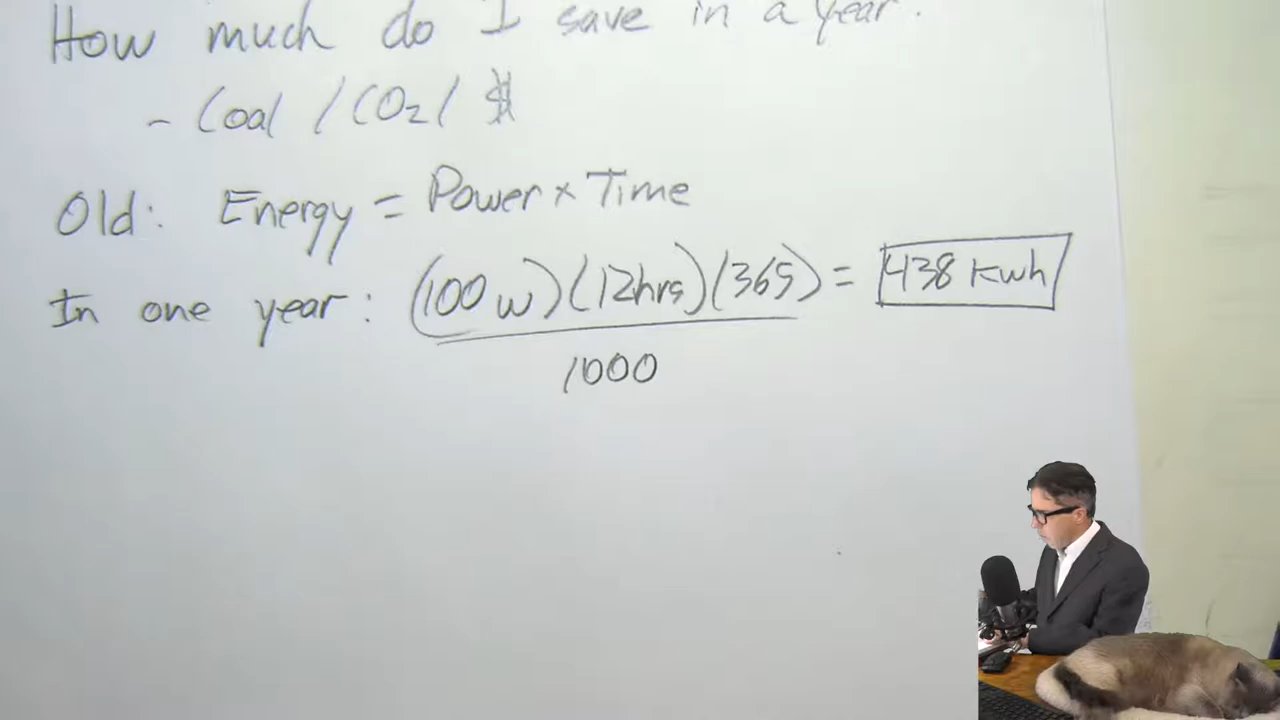 How much do I save in a year.
- Coal / CO2 / $
Old: Energy = Power x Time
In one year: (100 w)(12hrs)(365) = 438 kwh
1000